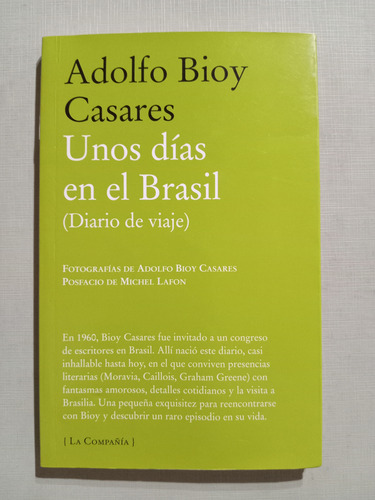 Adolfo Bioy
Casares
Unos días
en el Brasil
(Diario de viaje)
Fotografías de Adolfo Bioy Casares
Posfacio de Michel Lafon
En 1960, Bioy Casares fue invitado a un congreso
de escritores en Brasil. Allí nació este diario, casi
inhallable hasta hoy, en el que conviven presencias
literarias (Moravia, Caillois, Graham Greene) con
fantasmas amorosos, detalles cotidianos y la visita a
Brasilia. Una pequeña exquisitez para reencontrarse
con Bioy y descubrir un raro episodio en su vida.
[ La Compañía ]